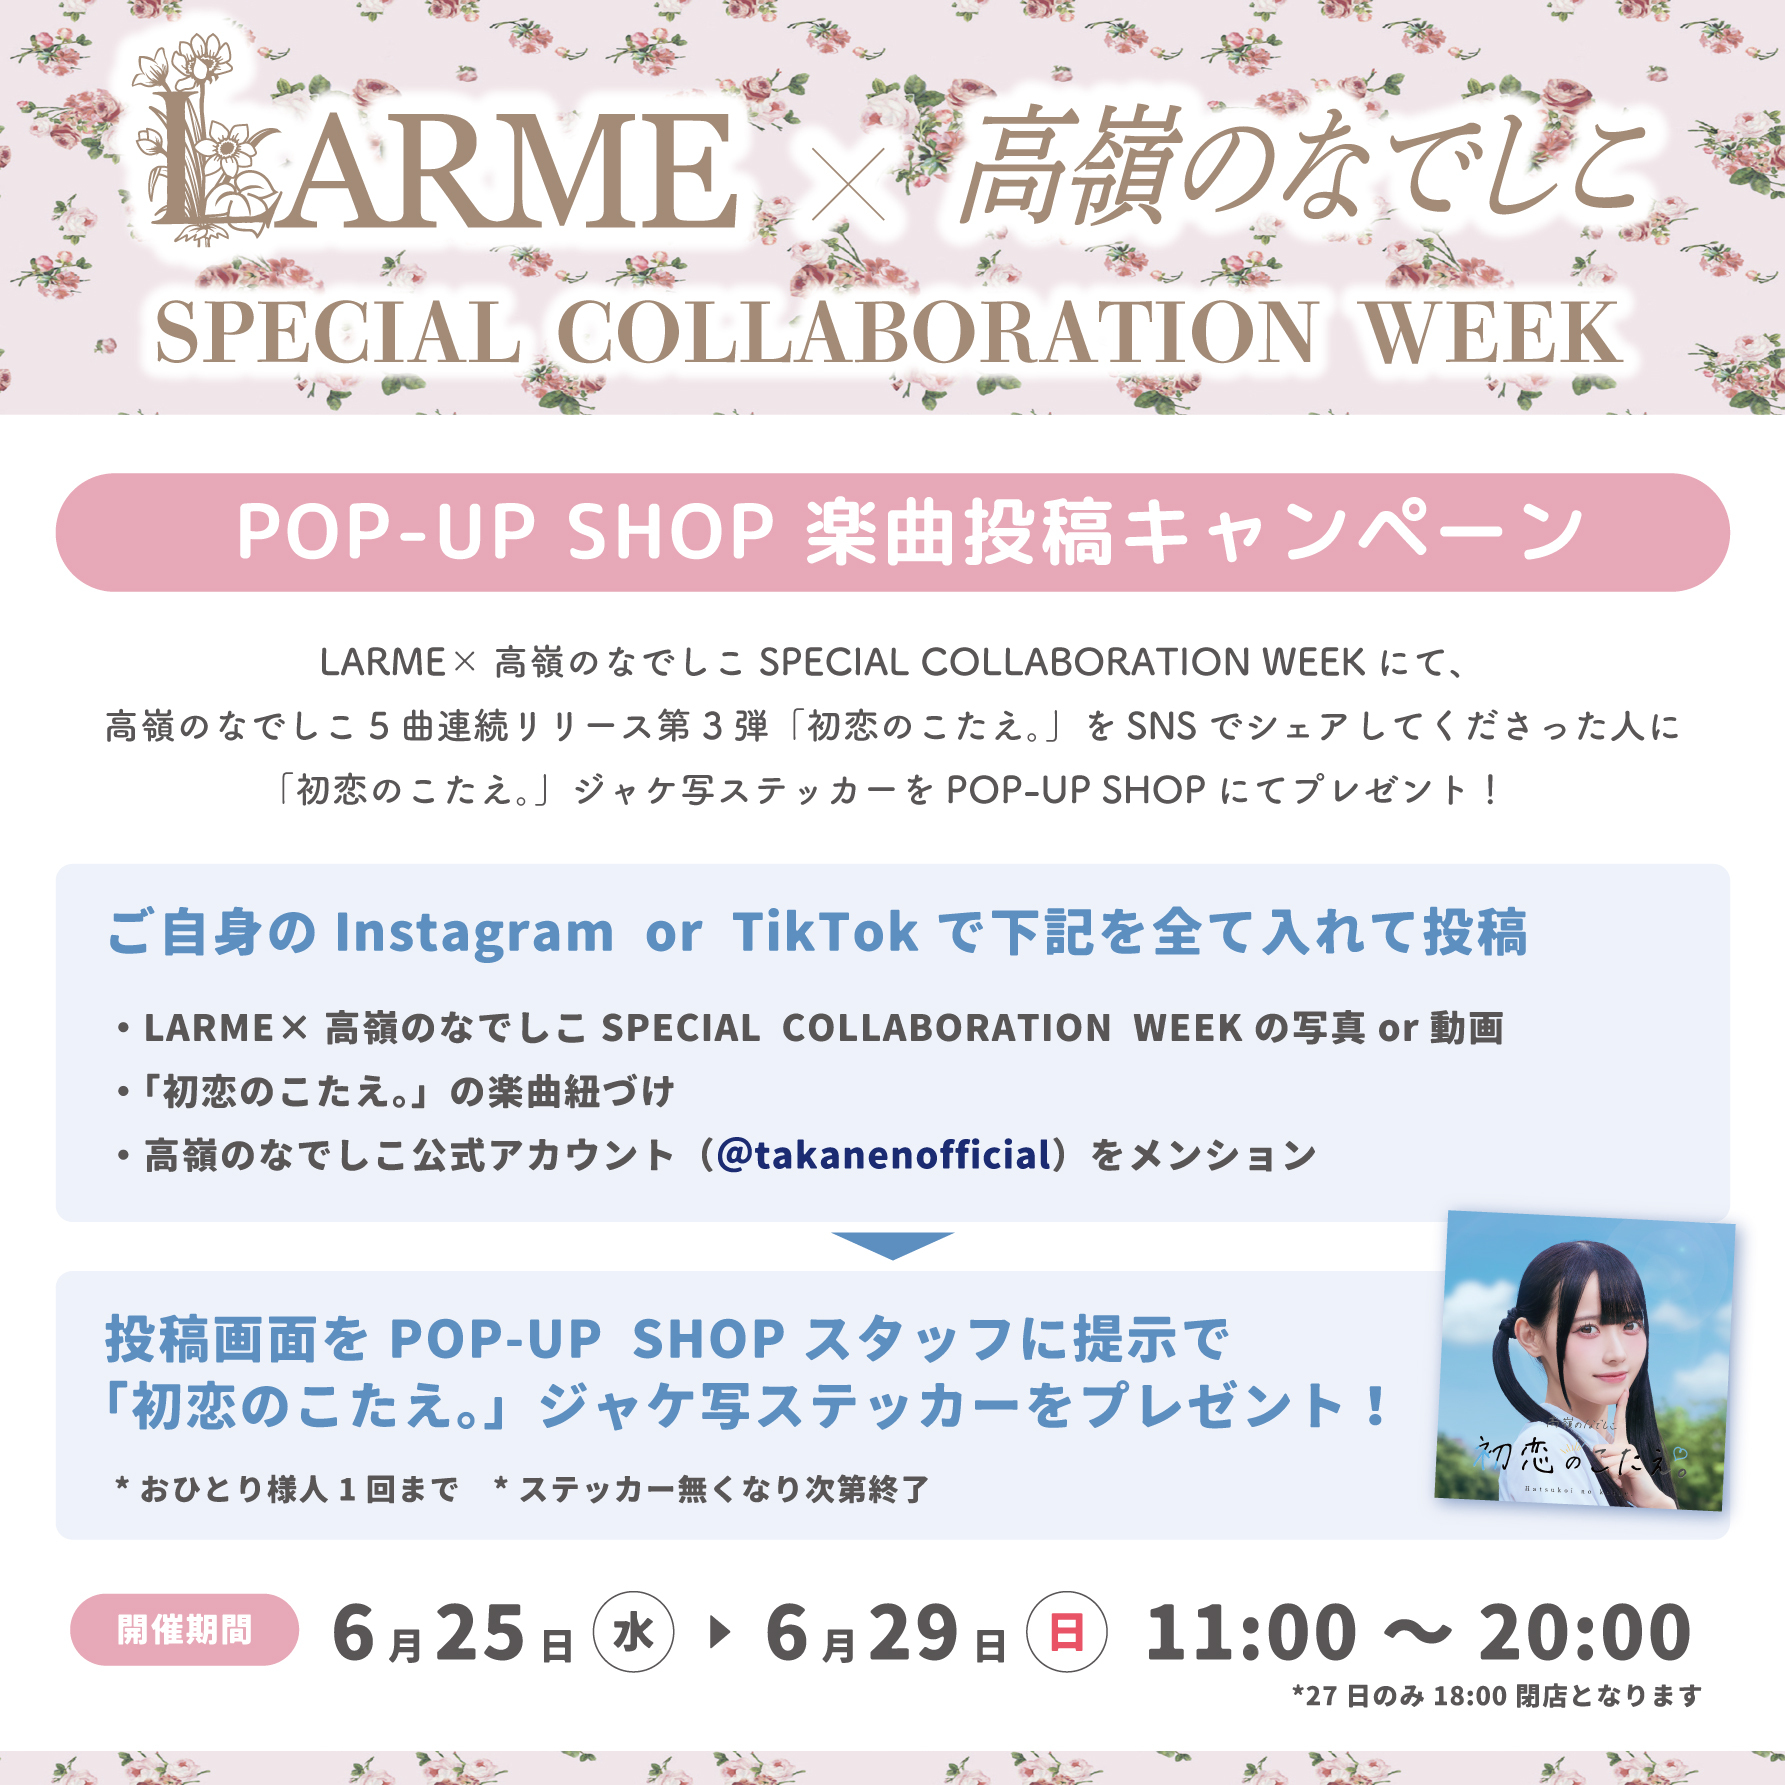 LARME × 高嶺のなでしこ
SPECIAL COLLABORATION WEEK
POP-UP SHOP 楽曲投稿キャンペーン
LARME× 高嶺のなでしこ SPECIAL COLLABORATION WEEK にて、
高嶺のなでしこ 5 曲連続リリース第 3 弾「初恋のこたえ。」を SNS でシェアしてくださった人に
「初恋のこたえ。」ジャケ写ステッカーを POP-UP SHOP にてプレゼント！
ご自身の Instagram or TikTok で下記を全て入れて投稿
・LARME× 高嶺のなでしこ SPECIAL COLLABORATION WEEK の写真 or 動画
・「初恋のこたえ。」の楽曲紐づけ
・高嶺のなでしこ公式アカウント（@takanenofficial）をメンション
投稿画面を POP-UP SHOP スタッフに提示で
「初恋のこたえ。」ジャケ写ステッカーをプレゼント！
* おひとり様人 1 回まで * ステッカー無くなり次第終了
高嶺のなでしこ
初恋のこたえ。
Hatsukoi no
開催期間 6月25日 水 ▶ 6月29日 日 11:00 〜 20:00
*27 日のみ 18:00 閉店となります